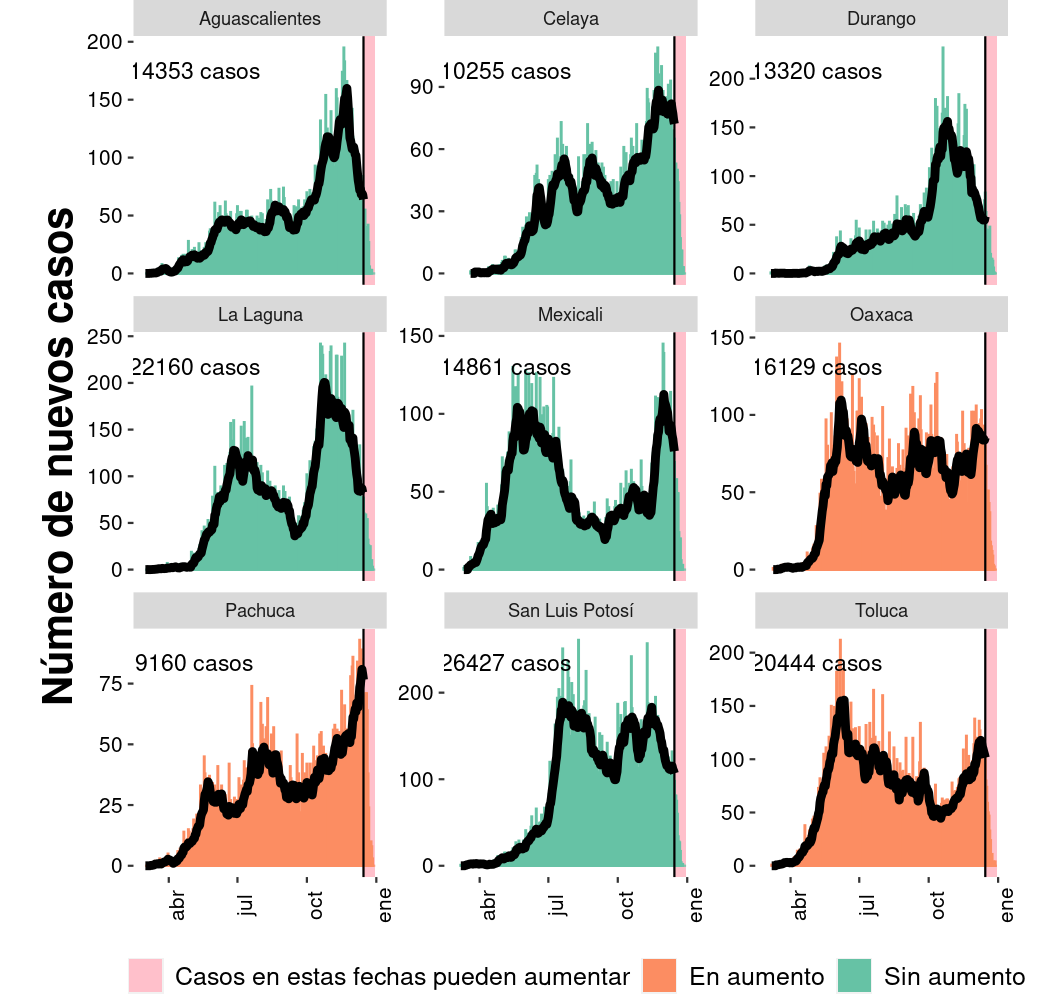 Aguascalientes Celaya Durango
200
150
100
50
0
14353 casos
90
60
30
0
10255 casos
200
150
100
50
0
13320 casos
La Laguna Mexicali Oaxaca
250
200
150
100
50
0
22160 casos
150
100
50
0
14861 casos
150
100
50
0
16129 casos
Pachuca San Luis Potosí Toluca
75
50
25
0
9160 casos
200
100
0
26427 casos
200
150
100
50
0
20444 casos
abr jul oct ene
abr jul oct ene
abr jul oct ene
Número de nuevos casos
Casos en estas fechas pueden aumentar En aumento Sin aumento